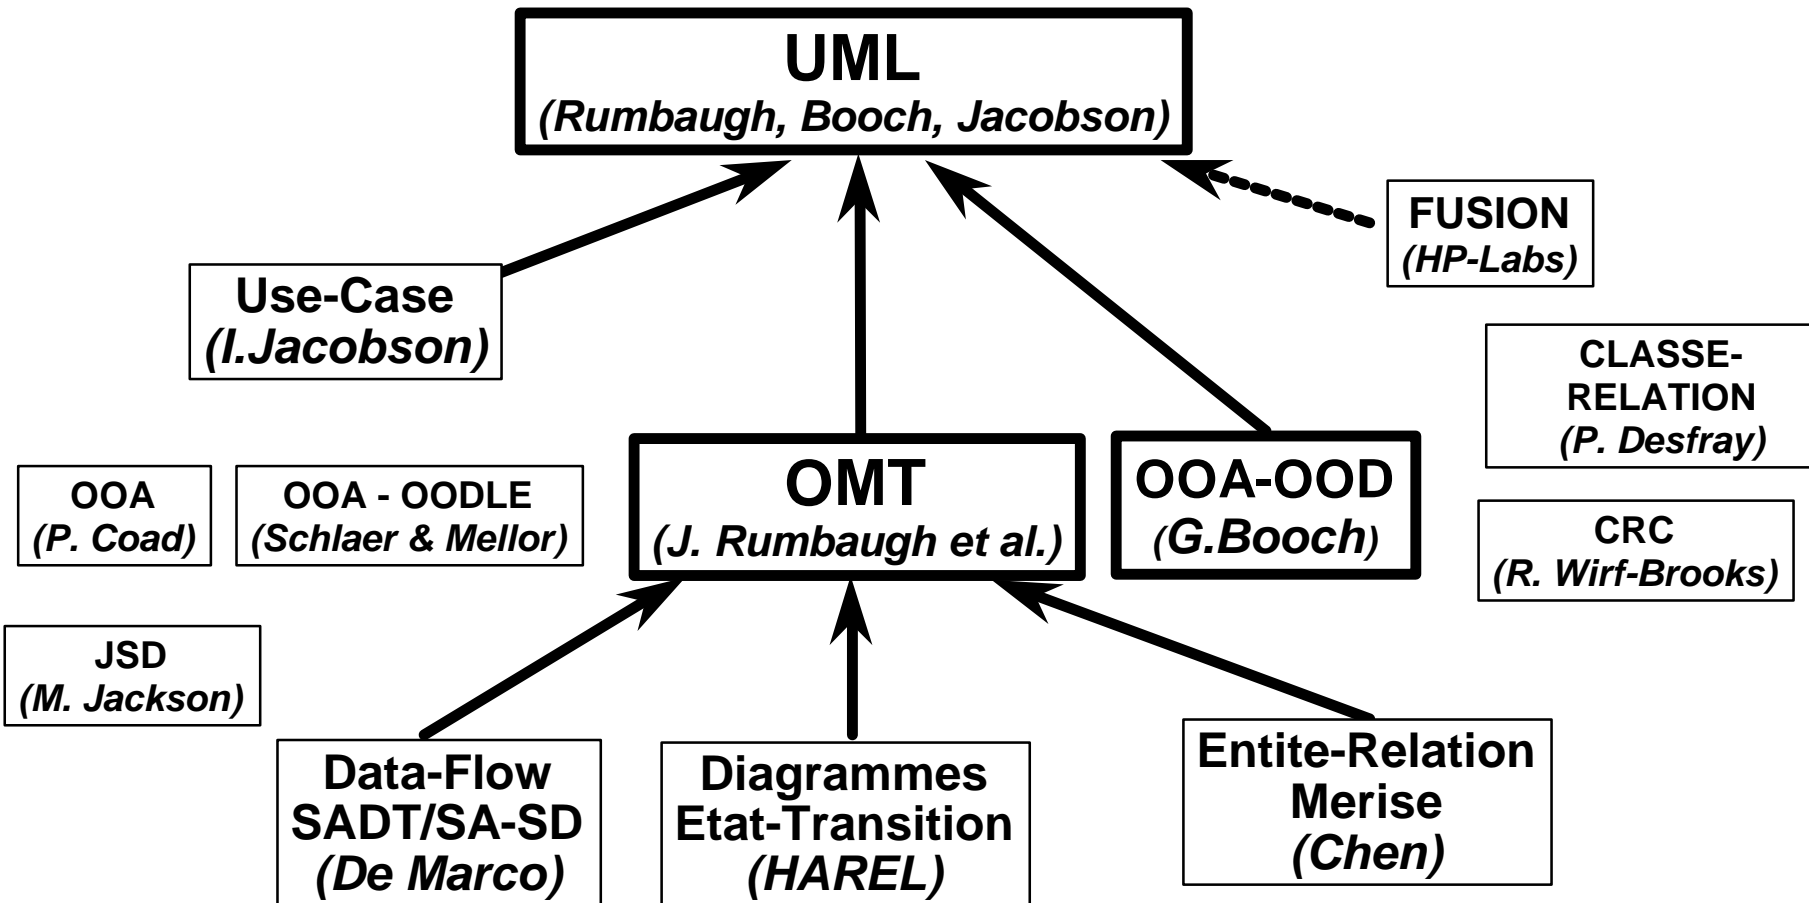 UML
(Rumbaugh, Booch, Jacobson)
FUSION
(HP-Labs)
Use-Case
(I.Jacobson)
CLASSE-
RELATION
(P. Desfray)
OOA
(P. Coad)
OOA - OODLE
(Schlaer & Mellor)
OMT
(J. Rumbaugh et al.)
OOA-OOD
(G.Booch)
CRC
(R. Wirf-Brooks)
JSD
(M. Jackson)
Data-Flow
SADT/SA-SD
(De Marco)
Diagrammes
Etat-Transition
(HAREL)
Entite-Relation
Merise
(Chen)